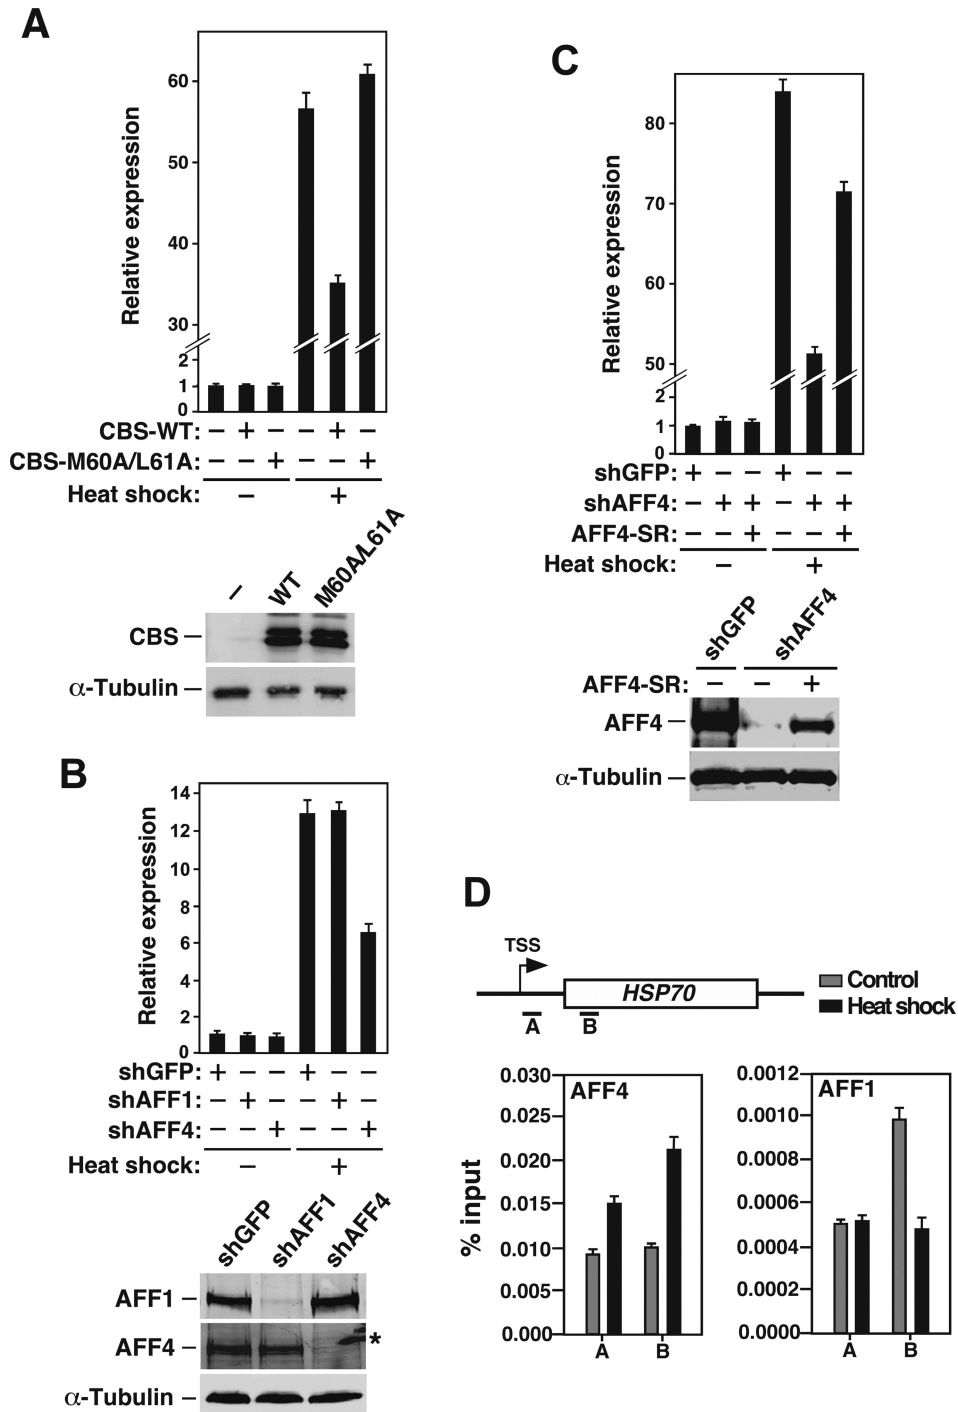 A
Relative expression
60
50
40
30
2
1
0
CBS-WT: – + – – + –
CBS-M60A/L61A: – – + – – +
Heat shock: – +
– WT M60A/L61A
CBS –
α-Tubulin –
B
Relative expression
14
12
10
8
6
4
2
0
shGFP: + – – + – –
shAFF1: – + – – + –
shAFF4: – – + – – +
Heat shock: – +
shGFP shAFF1 shAFF4
AFF1 –
AFF4 – *
α-Tubulin –
C
Relative expression
80
70
60
50
2
1
0
shGFP: + – – + – –
shAFF4: – + + – + +
AFF4-SR: – – + – – +
Heat shock: – +
shGFP shAFF4
AFF4-SR: – – +
AFF4 –
α-Tubulin –
D
TSS
HSP70
A B
Control
Heat shock
% input
AFF4
0.030
0.025
0.020
0.015
0.010
0.005
0.000
A B
AFF1
0.0012
0.0010
0.0008
0.0006
0.0004
0.0002
0.0000
A B